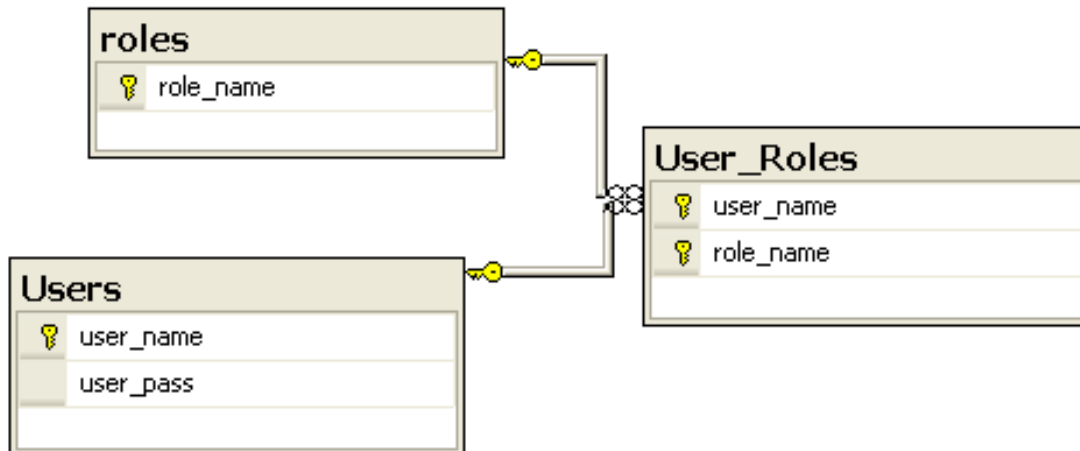 roles
role_name
User_Roles
user_name
role_name
Users
user_name
user_pass